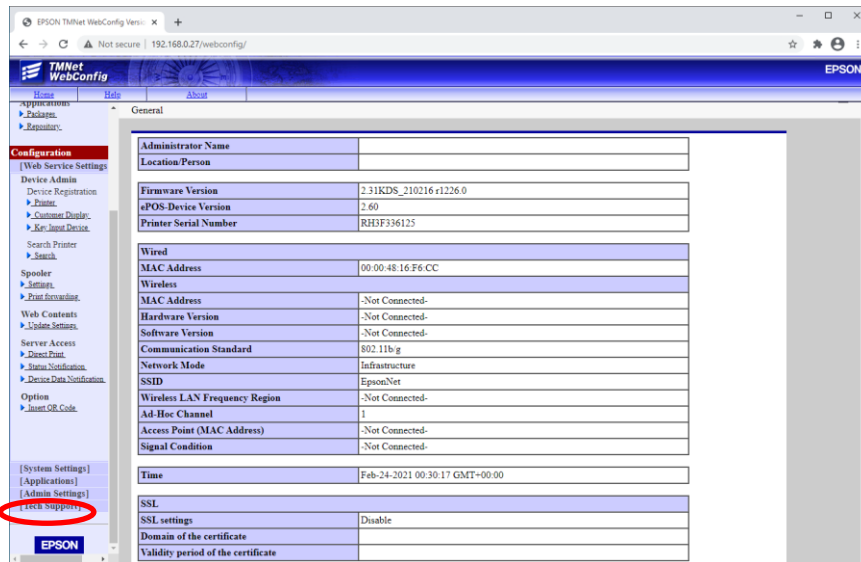 EPSON TMNet WebConfig Versio
Not secure | 192.168.0.27/webconfig/
TMNet
WebConfig
EPSON
Home Help About
Applications
Packages
Repository
Configuration
[Web Service Settings
Device Admin
Device Registration
Printer
Customer Display
Key Input Device
Search Printer
Search
Spooler
Settings
Print forwarding
Web Contents
Update Settings
Server Access
Direct Print
Status Notification
Device Data Notification
Option
Insert QR Code
[System Settings]
[Applications]
[Admin Settings]
[Tech Support]
EPSON
General
Administrator Name
Location/Person
Firmware Version 2.31KDS_210216 r1226.0
ePOS-Device Version 2.60
Printer Serial Number RH3F336125
Wired
MAC Address 00:00:48:16:F6:CC
Wireless
MAC Address -Not Connected-
Hardware Version -Not Connected-
Software Version -Not Connected-
Communication Standard 802.11b/g
Network Mode Infrastructure
SSID EpsonNet
Wireless LAN Frequency Region -Not Connected-
Ad-Hoc Channel 1
Access Point (MAC Address) -Not Connected-
Signal Condition -Not Connected-
Time Feb-24-2021 00:30:17 GMT+00:00
SSL
SSL settings Disable
Domain of the certificate
Validity period of the certificate